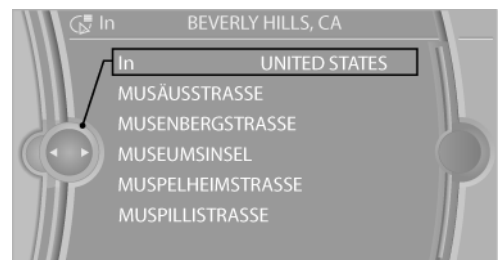 In BEVERLY HILLS, CA
In UNITED STATES
MUSÄUSSTRASSE
MUSENBERGSTRASSE
MUSEUMSINSEL
MUSPELHEIMSTRASSE
MUSPILLISTRASSE